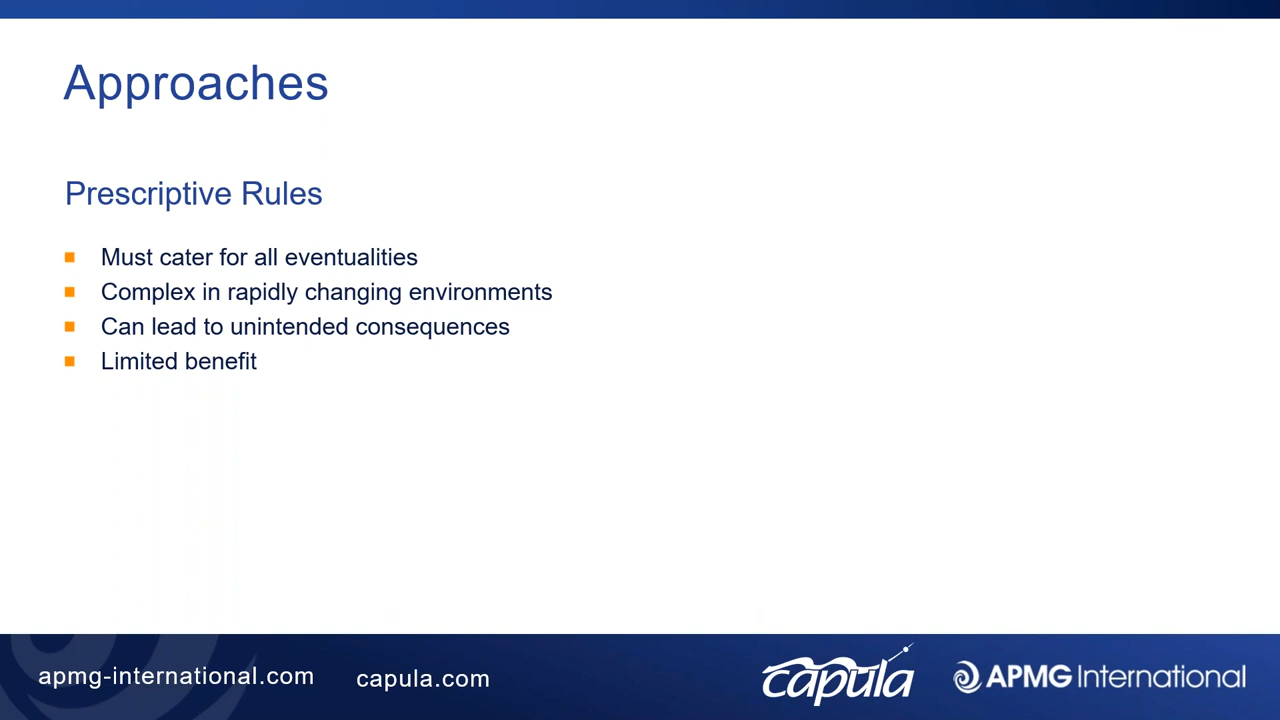 Approaches
Prescriptive Rules
Must cater for all eventualities
Complex in rapidly changing environments
Can lead to unintended consequences
Limited benefit
apmg-international.com
capula.com
capula
APMG International